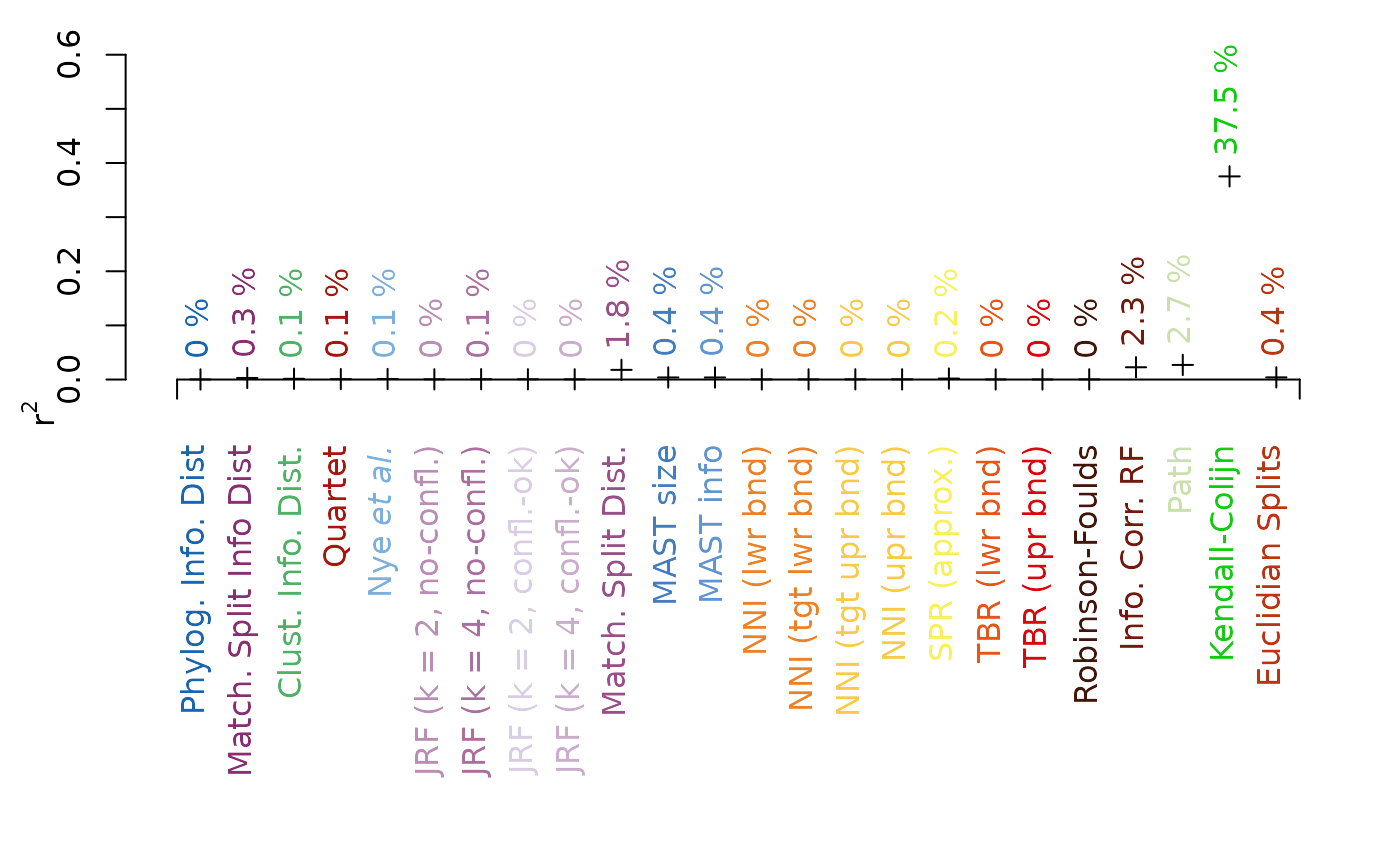 0.6
0.4
0.2
0.0
r2
0 %
0.3 %
0.1 %
0.1 %
0.1 %
0 %
0.1 %
0 %
0 %
1.8 %
0.4 %
0.4 %
0 %
0 %
0 %
0 %
0.2 %
0 %
0 %
0 %
2.3 %
2.7 %
37.5 %
0.4 %
Phylog. Info. Dist
Match. Split Info Dist
Clust. Info. Dist.
Quartet
Nye et al.
JRF (k = 2, no-confl.)
JRF (k = 4, no-confl.)
JRF (k = 2, confl.-ok)
JRF (k = 4, confl.-ok)
Match. Split Dist.
MAST size
MAST info
NNI (lwr bnd)
NNI (tgt lwr bnd)
NNI (tgt upr bnd)
NNI (upr bnd)
SPR (approx.)
TBR (lwr bnd)
TBR (upr bnd)
Robinson-Foulds
Info. Corr. RF
Path
Kendall-Colijn
Euclidian Splits